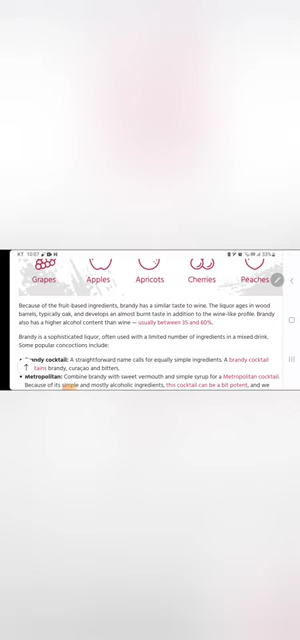 KT 10:07 33%
Grapes Apples Apricots Cherries Peaches
Because of the fruit-based ingredients, brandy has a similar taste to wine. The liquor ages in wood
barrels, typically oak, and develops an almost burnt taste in addition to the wine-like profile. Brandy
also has a higher alcohol content than wine — usually between 35 and 60%.
Brandy is a sophisticated liquor, often used with a limited number of ingredients in a mixed drink.
Some popular concoctions include:
andy cocktail: A straightforward name calls for equally simple ingredients. A brandy cocktail
tains brandy, curaçao and bitters.
• Metropolitan: Combine brandy with sweet vermouth and simple syrup for a Metropolitan cocktail.
Because of its simple and mostly alcoholic ingredients, this cocktail can be a bit potent, and we